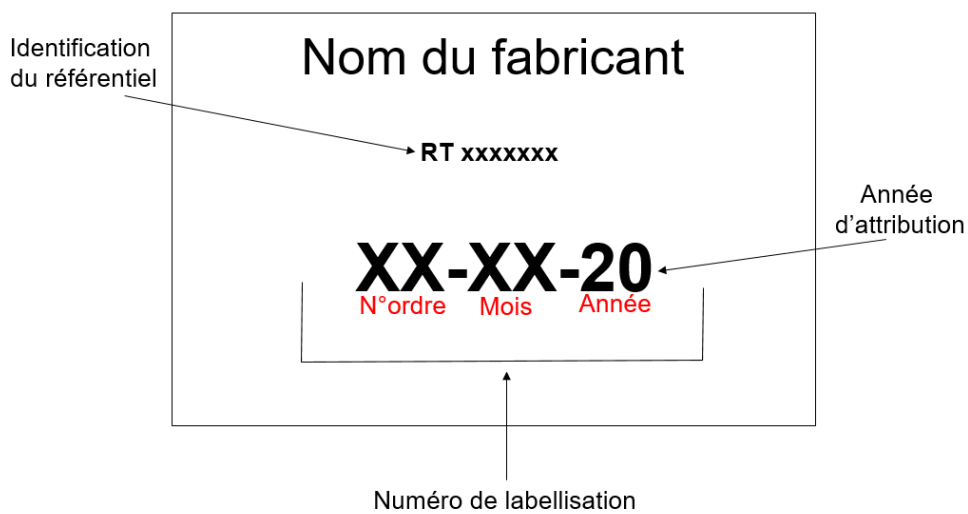 Identification
du référentiel
Nom du fabricant
RT xxxxxxx
Année
d’attribution
XX-XX-20
N°ordre Mois Année
Numéro de labellisation